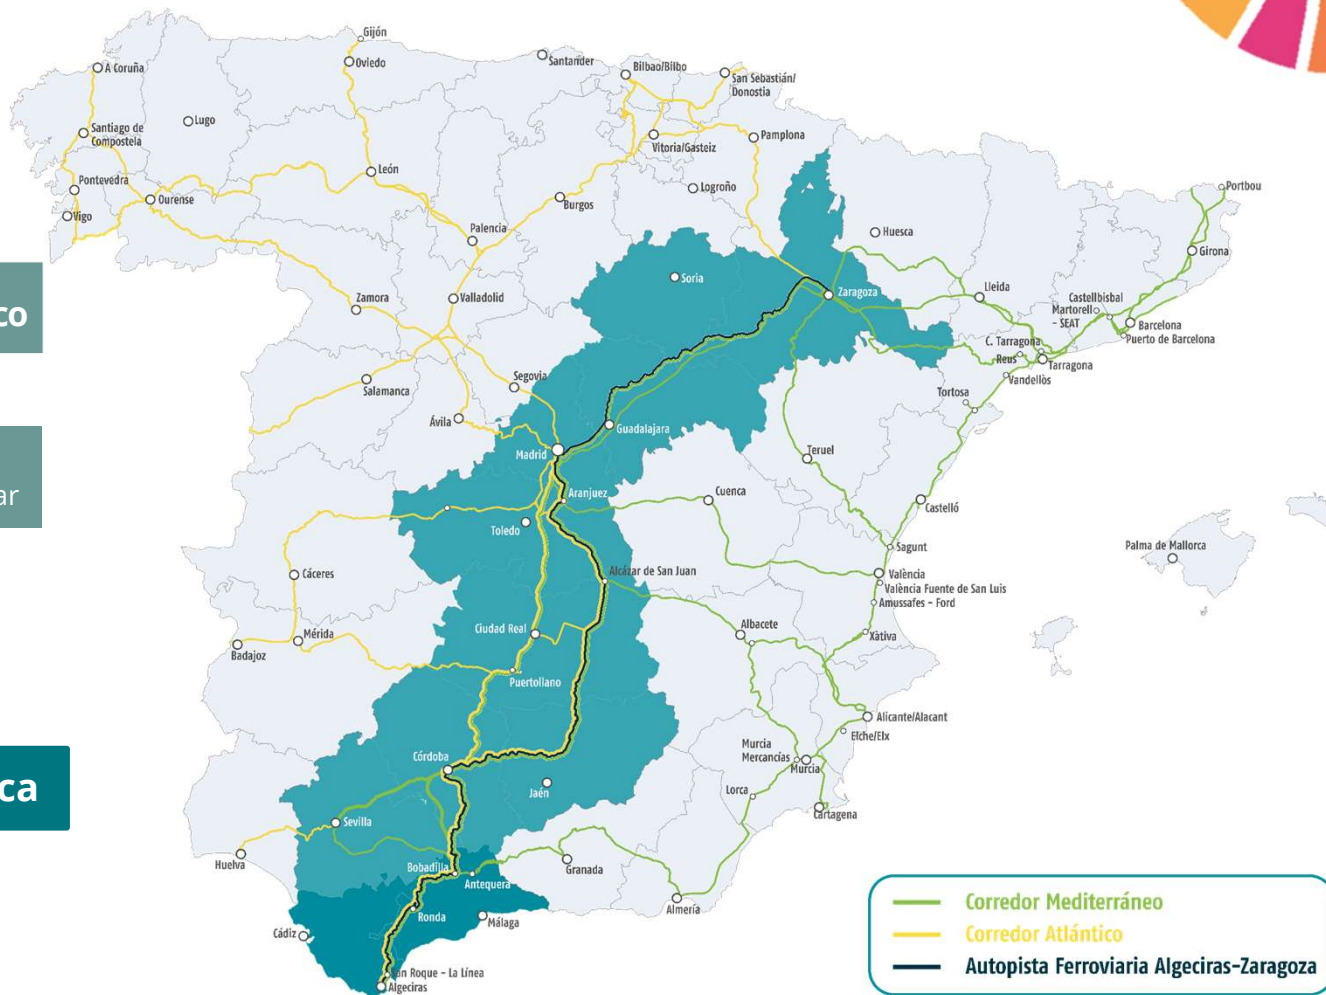 Gijón
Oviedo
Santander
Bilbao/Bilbo
San Sebastián/
Donostia
A Coruña
Lugo
Santiago de
Compostela
Vitoria/Gasteiz
Pamplona
León
Logroño
Pontevedra
Ourense
Burgos
Portbou
Vigo
Palencia
Huesca
Girona
Soria
Zamora
Valladolid
Zaragoza
Lleida
Castellbisbal
Martorell
- SEAT
Barcelona
Puerto de Barcelona
co
C. Tarragona
Reus
Tarragona
Vandellòs
Segovia
Salamanca
Tortosa
Ávila
Guadalajara
Madrid
Teruel
ar
Aranjuez
Cuenca
Castelló
Toledo
Sagunt
Palma de Mallorca
Cáceres
Alcázar de San Juan
València
València Fuente de San Luis
Amussafes - Ford
Ciudad Real
Albacete
Xàtiva
Mérida
Badajoz
Puertollano
Alicante/Alacant
Elche/Elx
Córdoba
Murcia
Mercancías
Murcia
ca
Jaén
Lorca
Cartagena
Sevilla
Huelva
Bobadilla
Antequera
Granada
Almería
Ronda
Málaga
Cádiz
San Roque - La Línea
Algeciras
Corredor Mediterráneo
Corredor Atlántico
Autopista Ferroviaria Algeciras-Zaragoza